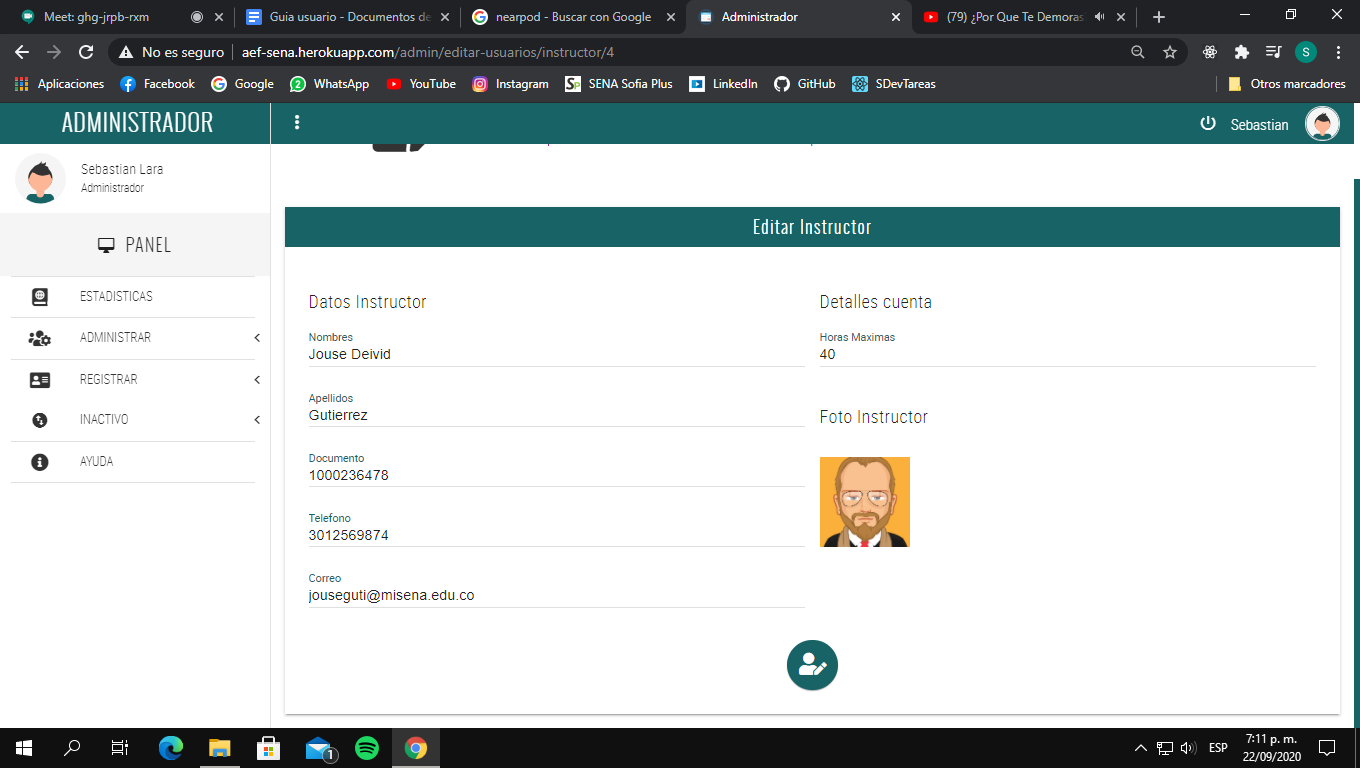 Meet: ghg-jrpb-rxm
Guia usuario - Documentos de
nearpod - Buscar con Google
Administrador
(79) ¿Por Que Te Demoras
No es seguro
aef-sena.herokuapp.com/admin/editar-usuarios/instructor/4
S
Aplicaciones
Facebook
Google
2
WhatsApp
YouTube
Instagram
Sp
SENA Sofia Plus
LinkedIn
GitHub
SDevTareas
Otros marcadores
ADMINISTRADOR
Sebastian
Sebastian Lara
Administrador
PANEL
ESTADISTICAS
ADMINISTRAR
REGISTRAR
INACTIVO
AYUDA
Editar Instructor
Datos Instructor
Nombres
Jouse Deivid
Apellidos
Gutierrez
Documento
1000236478
Telefono
3012569874
Correo
jouseguti@misena.edu.co
Detalles cuenta
Horas Maximas
40
Foto Instructor
1
ESP
7:11 p. m.
22/09/2020